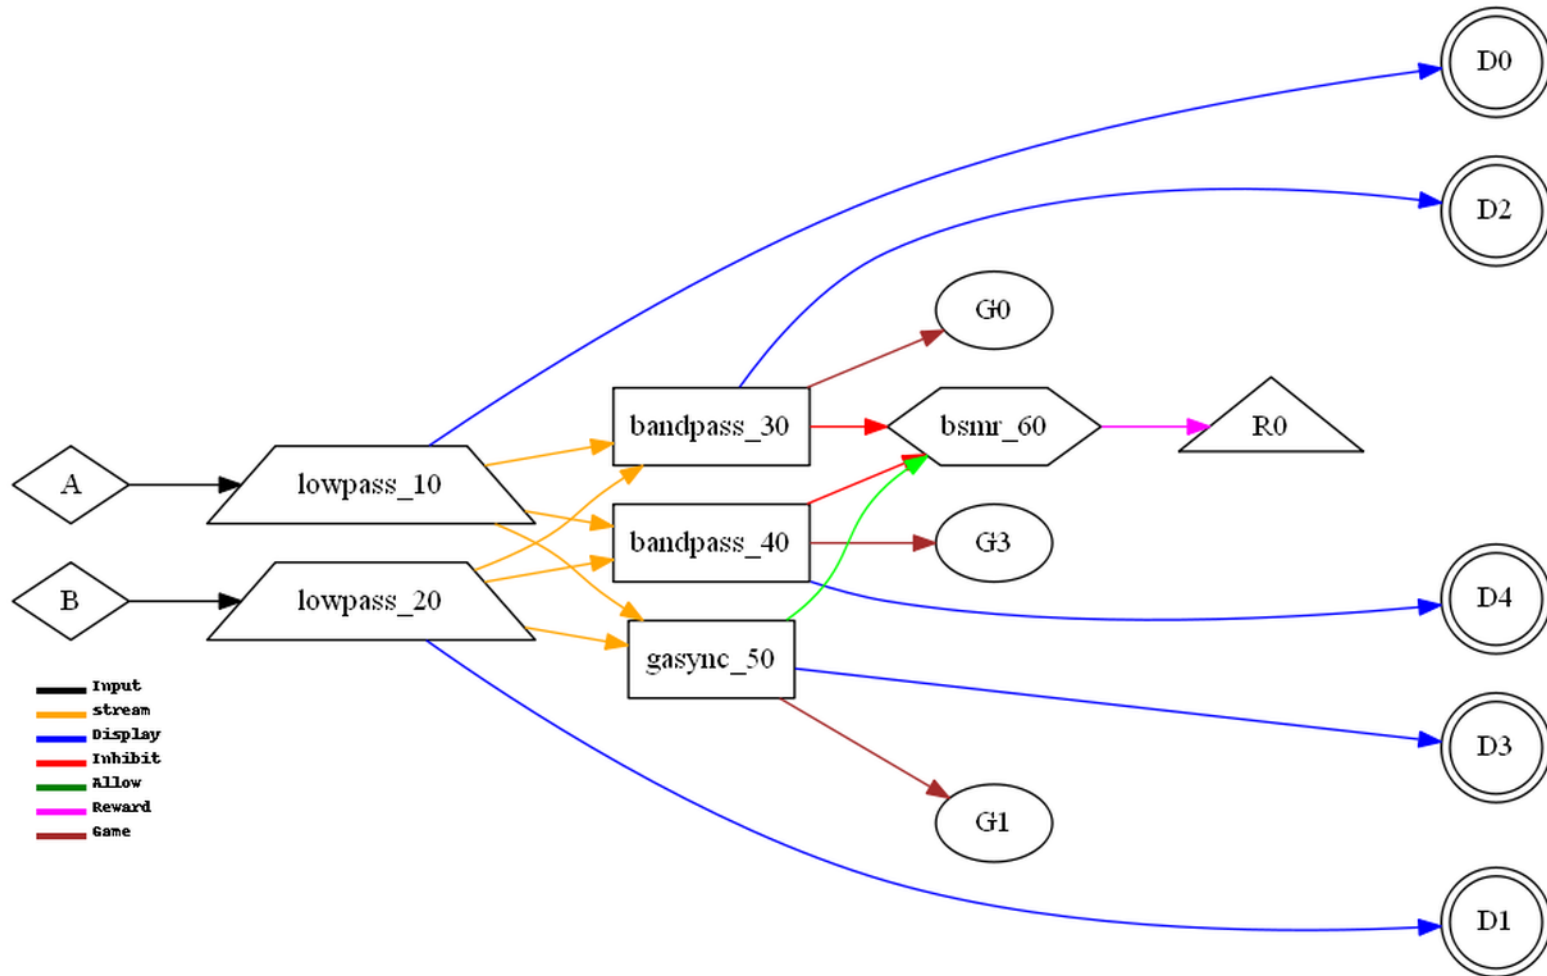 D0
D2
G0
bandpass_30
bsmr_60
R0
A
lowpass_10
bandpass_40
G3
B
lowpass_20
D4
gasync_50
D3
G1
D1
Input
stream
Display
Inhibit
Allow
Reward
Game